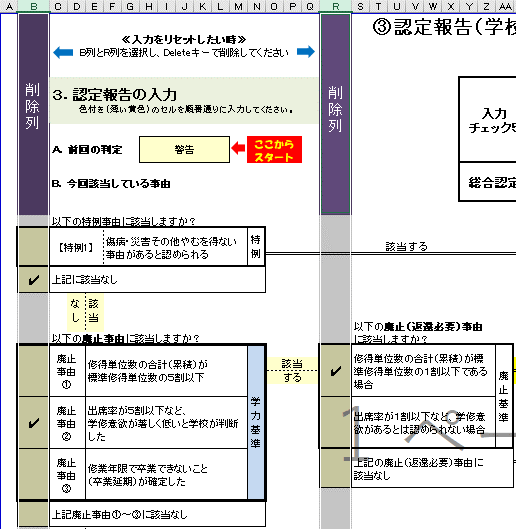 A B C D E F G H I J K L M N O P Q R S T U V W X Y Z AA
≪入力をリセットしたい時≫
B列とR列を選択し、Deleteキーで削除してください
③認定報告(学校
削除列
削除列
3. 認定報告の入力
色付き(薄い黄色)のセルを順番通りに入力してください。
入力
チェック5
A. 前回の判定
警告
ここから
スタート
B. 今回該当している事由
総合認定
以下の特例事由に該当しますか?
【特例1】
傷病・災害その他やむを得ない
事由があると認められる
特例
該当する
✔
上記に該当なし
なし
該当
以下の廃止事由に該当しますか?
以下の廃止(返還必要)事由
に該当しますか?
廃止
事由
①
修得単位数の合計(累積)が
標準修得単位数の5割以下
学力基準
該当
する
✔
修得単位数の合計(累積)が標
準修得単位数の1割以下である
場合
廃止基準
✔
廃止
事由
②
出席率が5割以下など、
学修意欲が著しく低いと学校が判断
した
出席率が1割以下など、学修意
欲があるとは認められない場合
1 ペー
廃止
事由
③
修業年限で卒業できないこと
(卒業延期)が確定した
上記の廃止(返還必要)事由に
該当なし
上記廃止事由①~③に該当なし